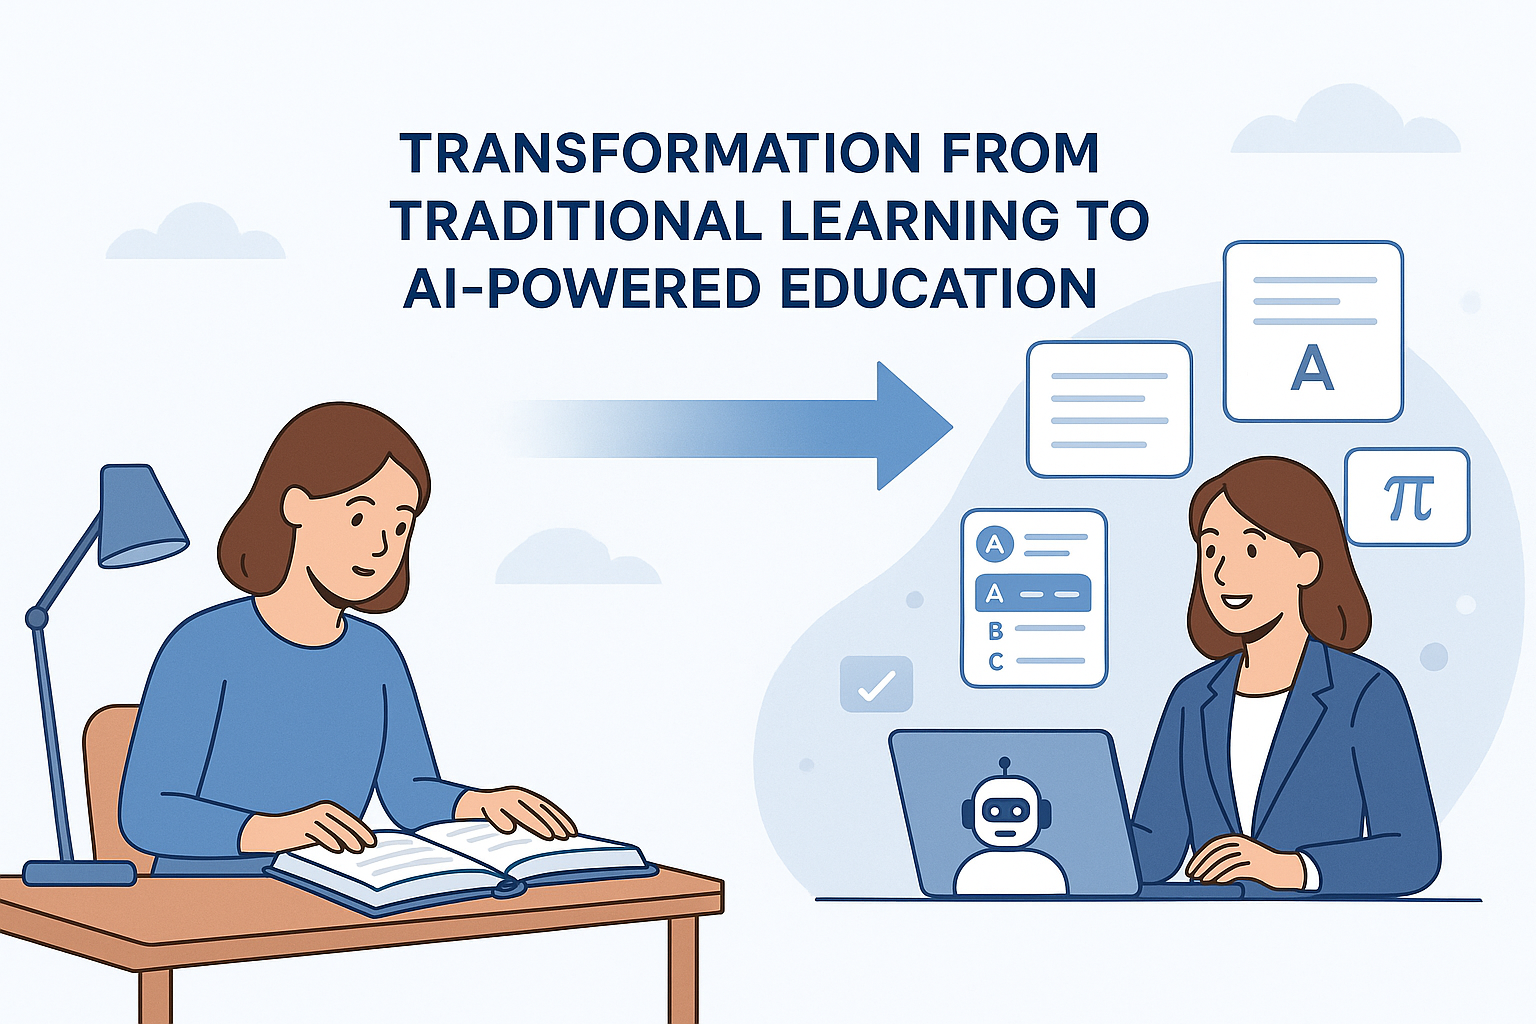 TRANSFORMATION FROM
TRADITIONAL LEARNING TO
AI-POWERED EDUCATION
A
π
A
A
B
C